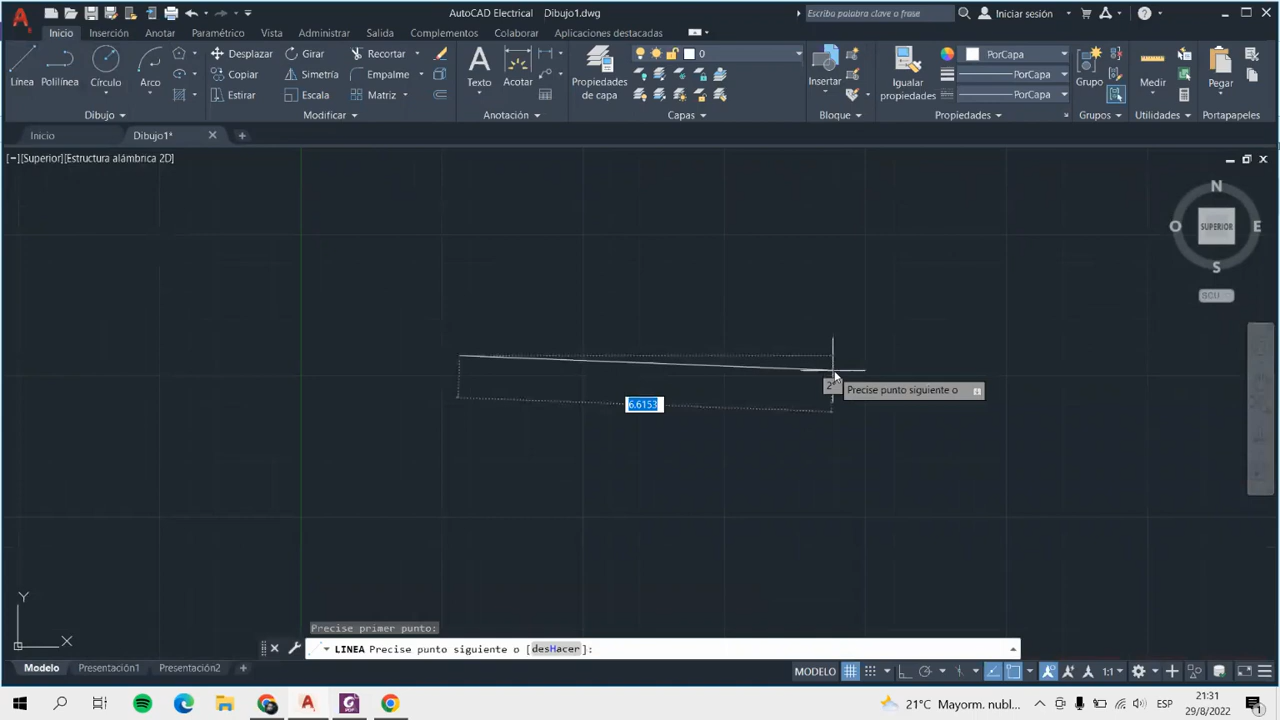 AutoCAD Electrical Dibujo1.dwg
Escriba palabra clave o frase
Iniciar sesión
Inicio Inserción Anotar Paramétrico Vista Administrar Salida Complementos Colaborar Aplicaciones destacadas
Línea Polilínea Círculo Arco
Desplazar Girar Recortar
Copiar Simetría Empalme
Estirar Escala Matriz
Texto Acotar
Propiedades de capa
0
Insertar
Igualar propiedades
PorCapa
PorCapa
PorCapa
Grupo Medir Pegar
Dibujo Modificar Anotación Capas Bloque Propiedades Grupos Utilidades Portapapeles
Inicio Dibujo1*
[−][Superior][Estructura alámbrica 2D]
N
O SUPERIOR E
S
SCU
2°
Precise punto siguiente o
6.6153
Y
X
Precise primer punto:
LINEA Precise punto siguiente o [desHacer]:
Modelo Presentación1 Presentación2
MODELO
1:1
21°C Mayorm. nubl...
ESP
21:31
29/8/2022
1